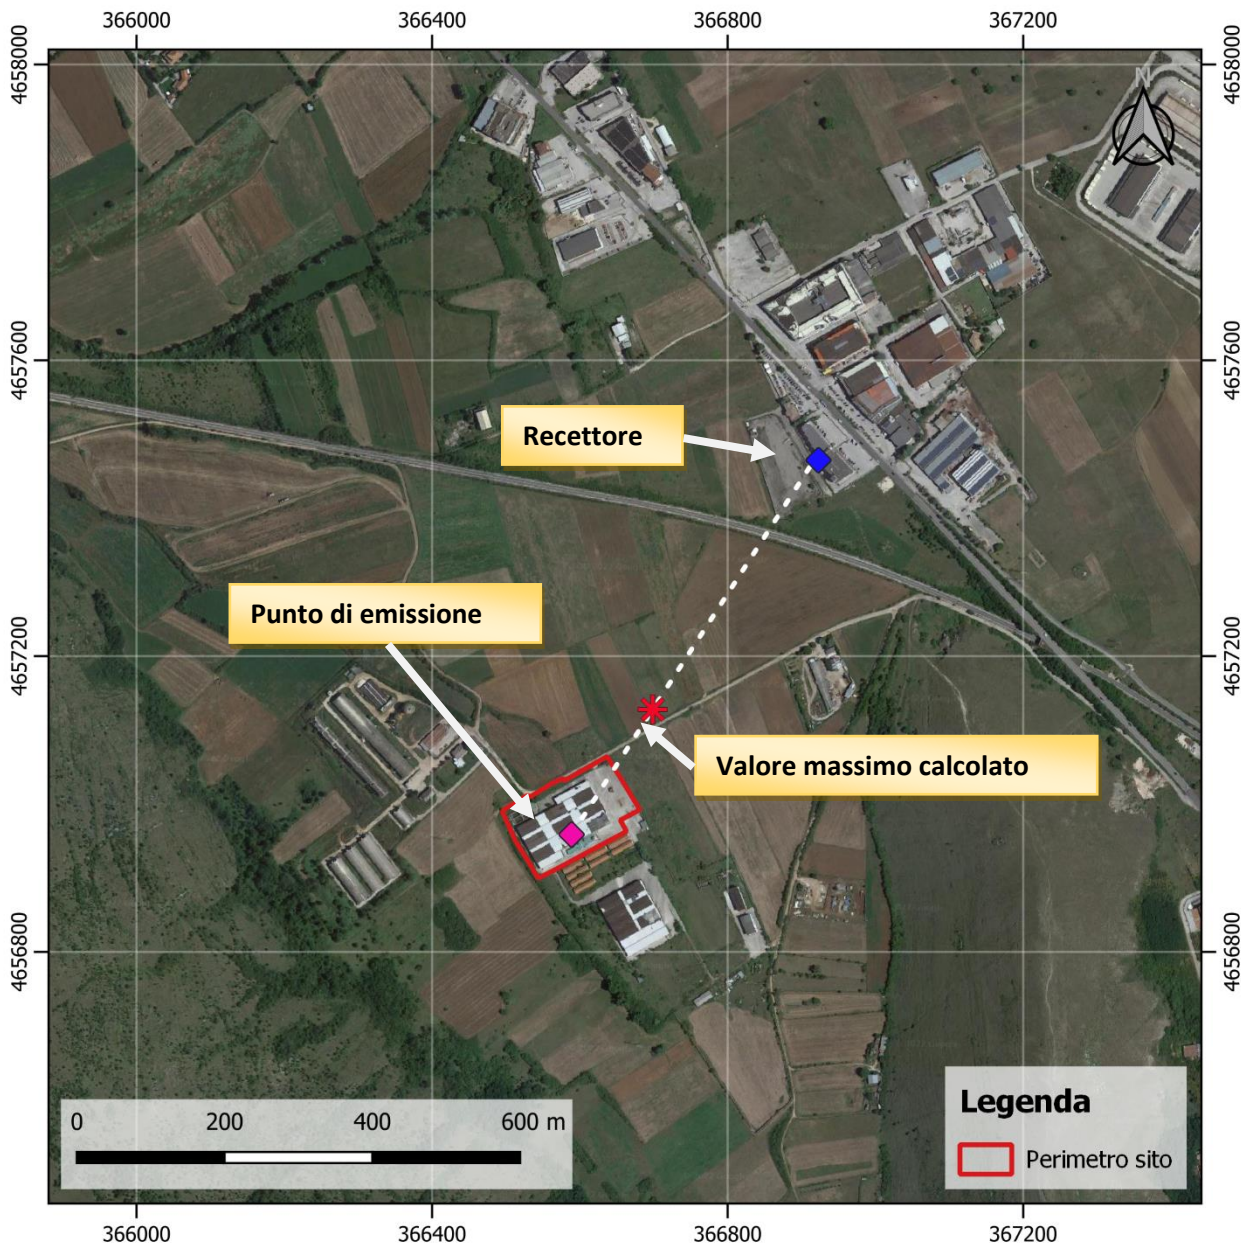 366000 366400 366800 367200
4658000 4658000
N
4657600 4657600
Recettore
Punto di emissione
4657200 4657200
Valore massimo calcolato
4656800 4656800
0 200 400 600 m
Legenda
Perimetro sito
366000 366400 366800 367200